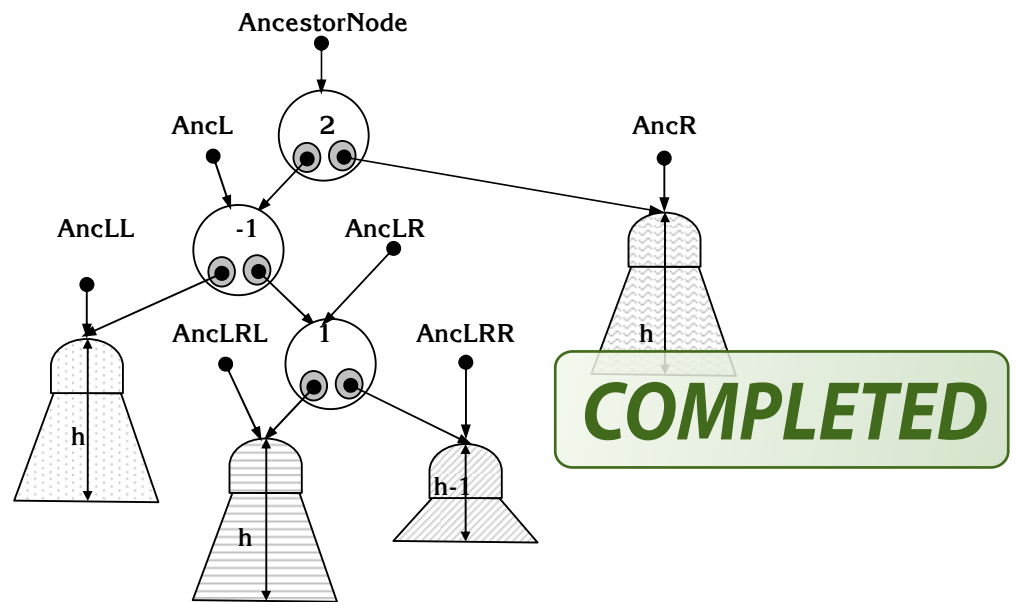 AncestorNode
2
AncL
AncR
-1
AncLL
AncLR
h
1
AncLRL
AncLRR
COMPLETED
h
h-1
h